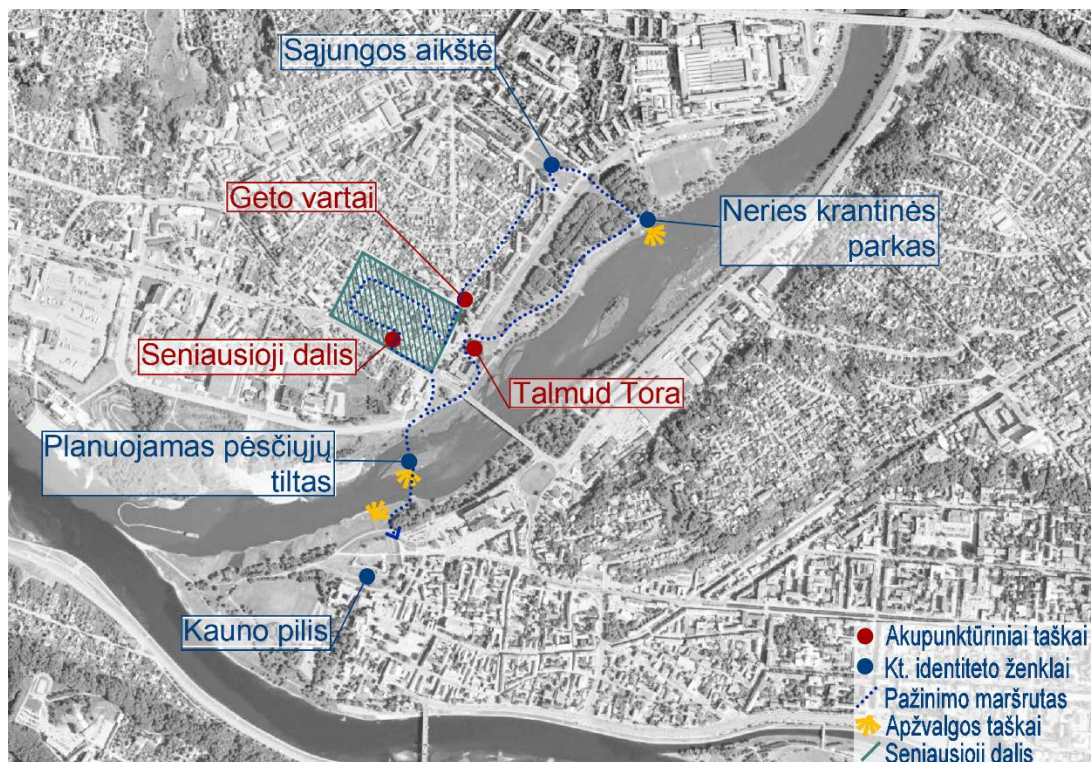 Sąjungos aikštė
Geto vartai
Neries krantinės
parkas
Seniausioji dalis
Talmud Tora
Planuojamas pėsčiųjų
tiltas
Kauno pilis
Akupunktūriniai taškai
Kt. identiteto ženklai
Pažinimo maršrutas
Apžvalgos taškai
Seniausioji dalis